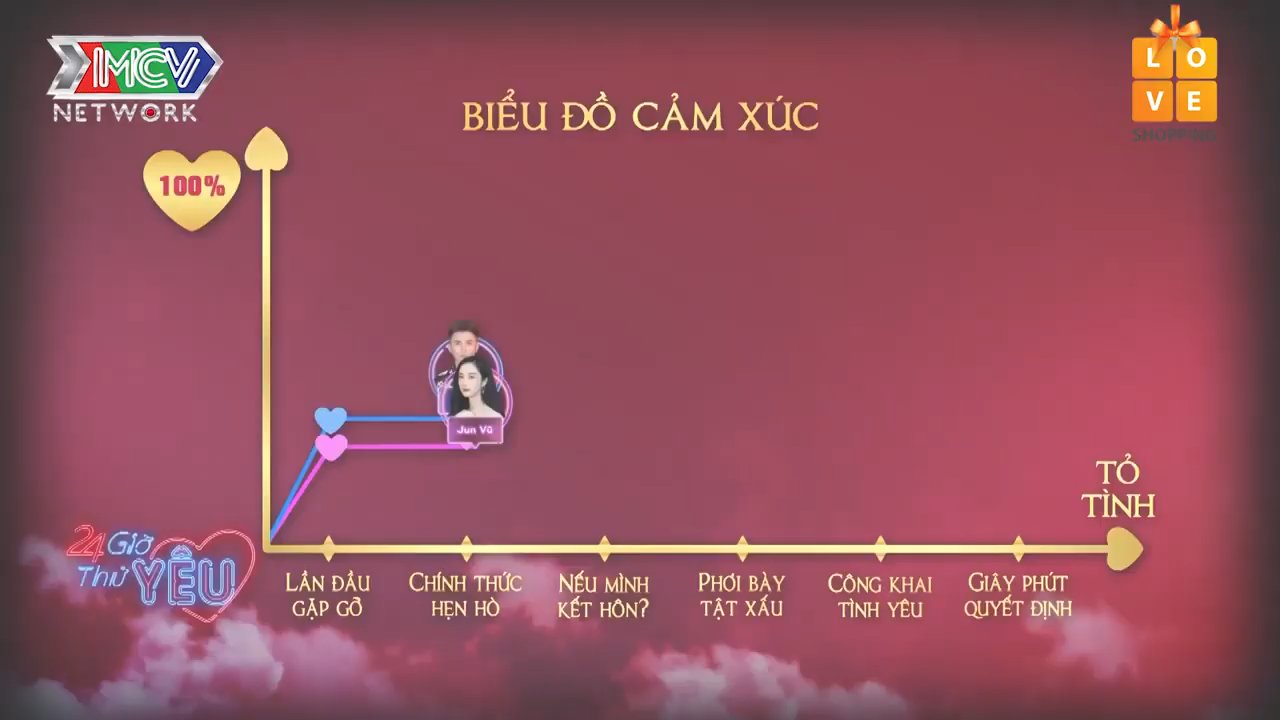 MCV
NETWORK
LO
VE
SHOPPING
BIỂU ĐỒ CẢM XÚC
100%
Jun Vũ
TỎ
TÌNH
24 Giờ
Thử YÊU
LẦN ĐẦU
GẶP GỠ
CHÍNH THỨC
HẸN HÒ
NẾU MÌNH
KẾT HÔN?
PHƠI BÀY
TẬT XẤU
CÔNG KHAI
TÌNH YÊU
GIÂY PHÚT
QUYẾT ĐỊNH